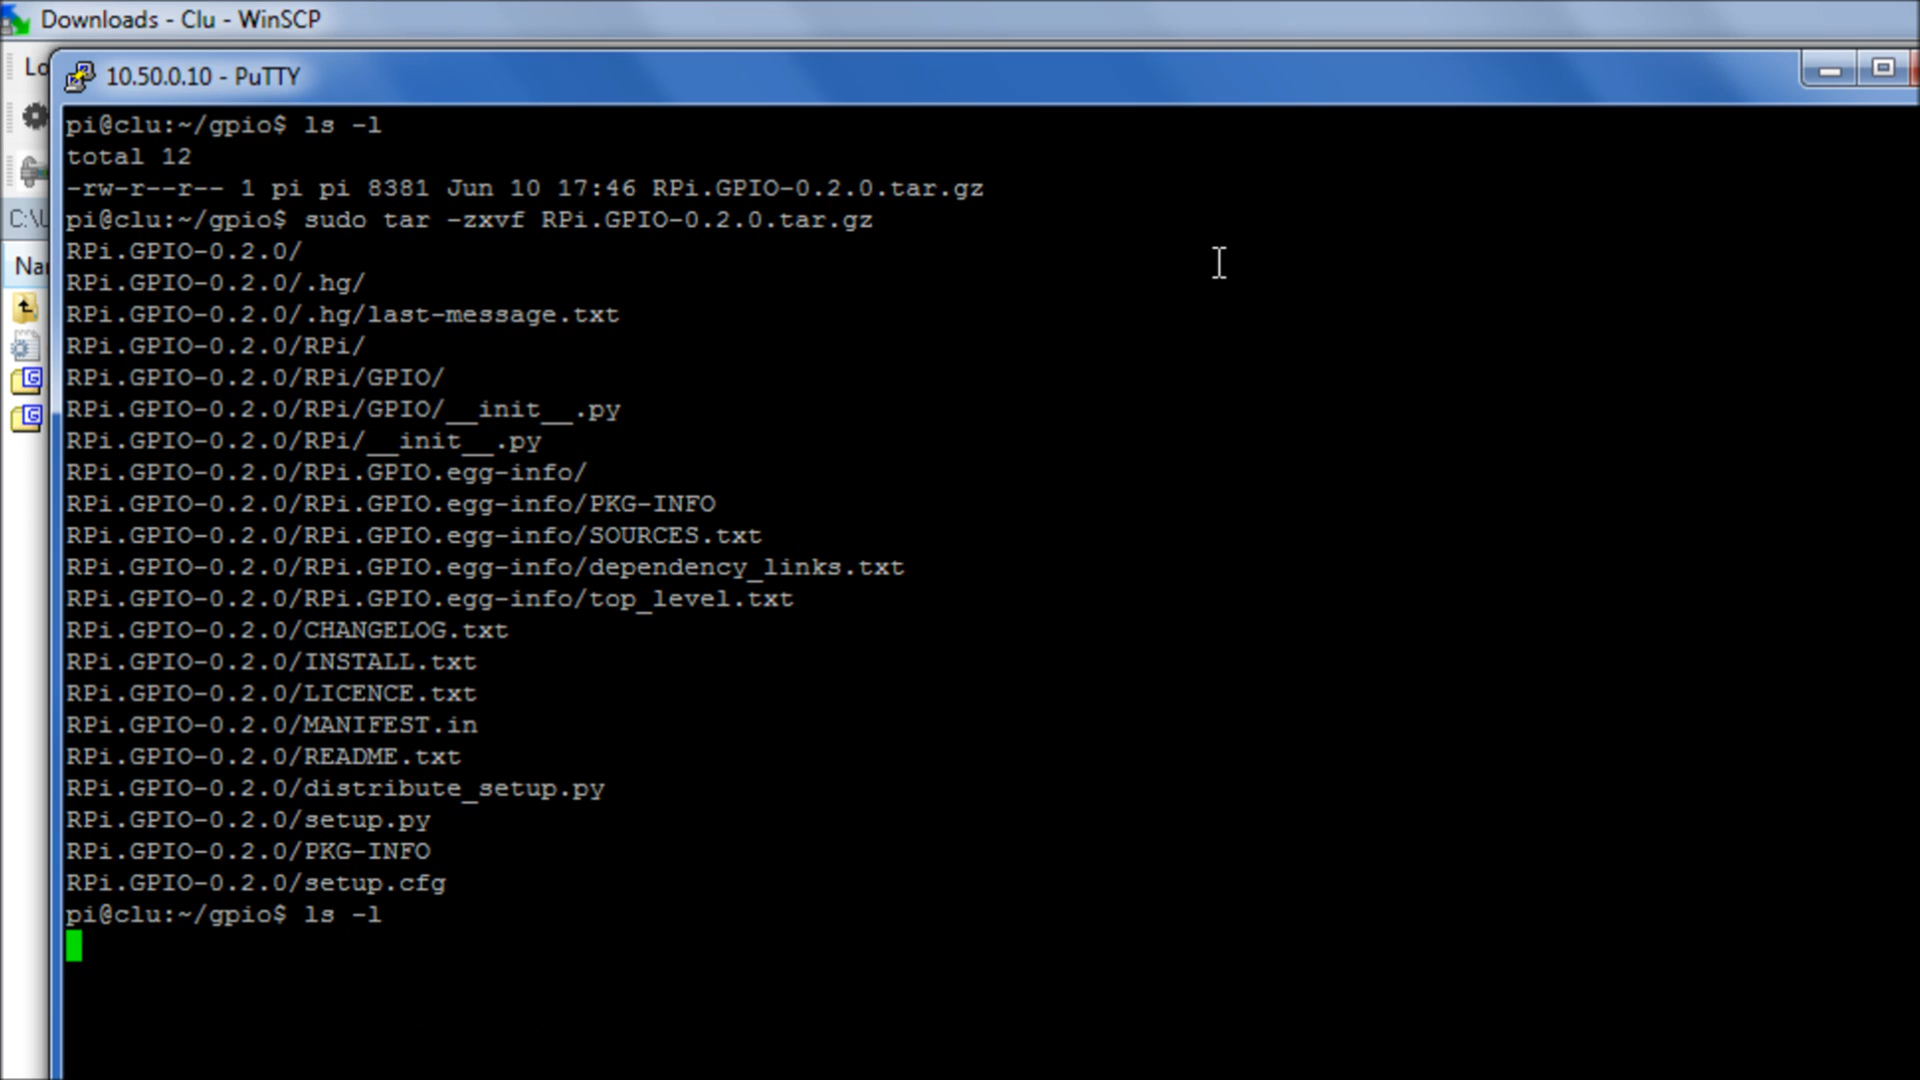 Downloads - Clu - WinSCP
Lo
10.50.0.10 - PuTTY
C:\U
Nar
pi@clu:~/gpio$ ls -l
total 12
-rw-r--r-- 1 pi pi 8381 Jun 10 17:46 RPi.GPIO-0.2.0.tar.gz
pi@clu:~/gpio$ sudo tar -zxvf RPi.GPIO-0.2.0.tar.gz
RPi.GPIO-0.2.0/
RPi.GPIO-0.2.0/.hg/
RPi.GPIO-0.2.0/.hg/last-message.txt
RPi.GPIO-0.2.0/RPi/
RPi.GPIO-0.2.0/RPi/GPIO/
RPi.GPIO-0.2.0/RPi/GPIO/__init__.py
RPi.GPIO-0.2.0/RPi/__init__.py
RPi.GPIO-0.2.0/RPi.GPIO.egg-info/
RPi.GPIO-0.2.0/RPi.GPIO.egg-info/PKG-INFO
RPi.GPIO-0.2.0/RPi.GPIO.egg-info/SOURCES.txt
RPi.GPIO-0.2.0/RPi.GPIO.egg-info/dependency_links.txt
RPi.GPIO-0.2.0/RPi.GPIO.egg-info/top_level.txt
RPi.GPIO-0.2.0/CHANGELOG.txt
RPi.GPIO-0.2.0/INSTALL.txt
RPi.GPIO-0.2.0/LICENCE.txt
RPi.GPIO-0.2.0/MANIFEST.in
RPi.GPIO-0.2.0/README.txt
RPi.GPIO-0.2.0/distribute_setup.py
RPi.GPIO-0.2.0/setup.py
RPi.GPIO-0.2.0/PKG-INFO
RPi.GPIO-0.2.0/setup.cfg
pi@clu:~/gpio$ ls -l